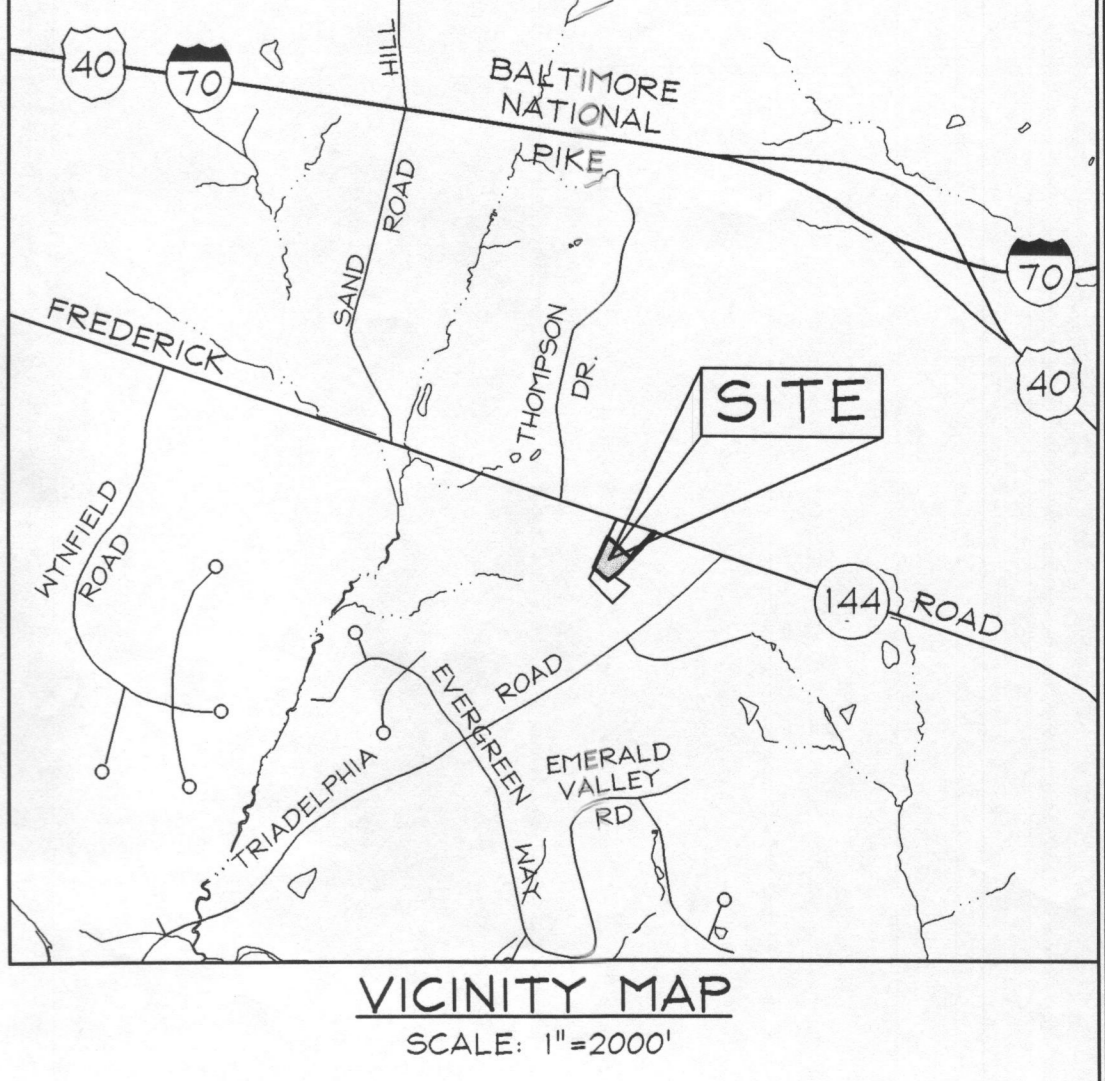 HILL
40
70
BALTIMORE
NATIONAL
PIKE
ROAD
SAND
70
FREDERICK
THOMPSON
DR.
40
SITE
WYNFIELD
ROAD
144
ROAD
EVERGREEN
WAY
ROAD
TRIADELPHIA
EMERALD
VALLEY
RD
VICINITY MAP
SCALE: 1"=2000'